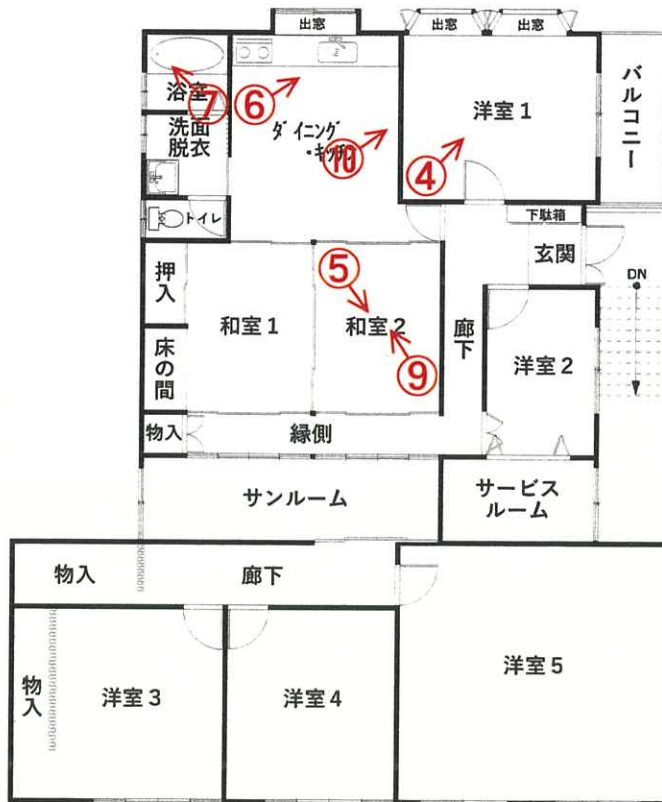 出窓
出窓
出窓
浴室
⑦
⑥
洗面
脱衣
ダイニング
・キッチン
⑩
洋室1
④
バルコニー
トイレ
下駄箱
玄関
DN
押入
床の間
物入
和室1
⑤
和室2
⑨
廊下
洋室2
縁側
サンルーム
サービス
ルーム
物入
廊下
物入
洋室3
洋室4
洋室5